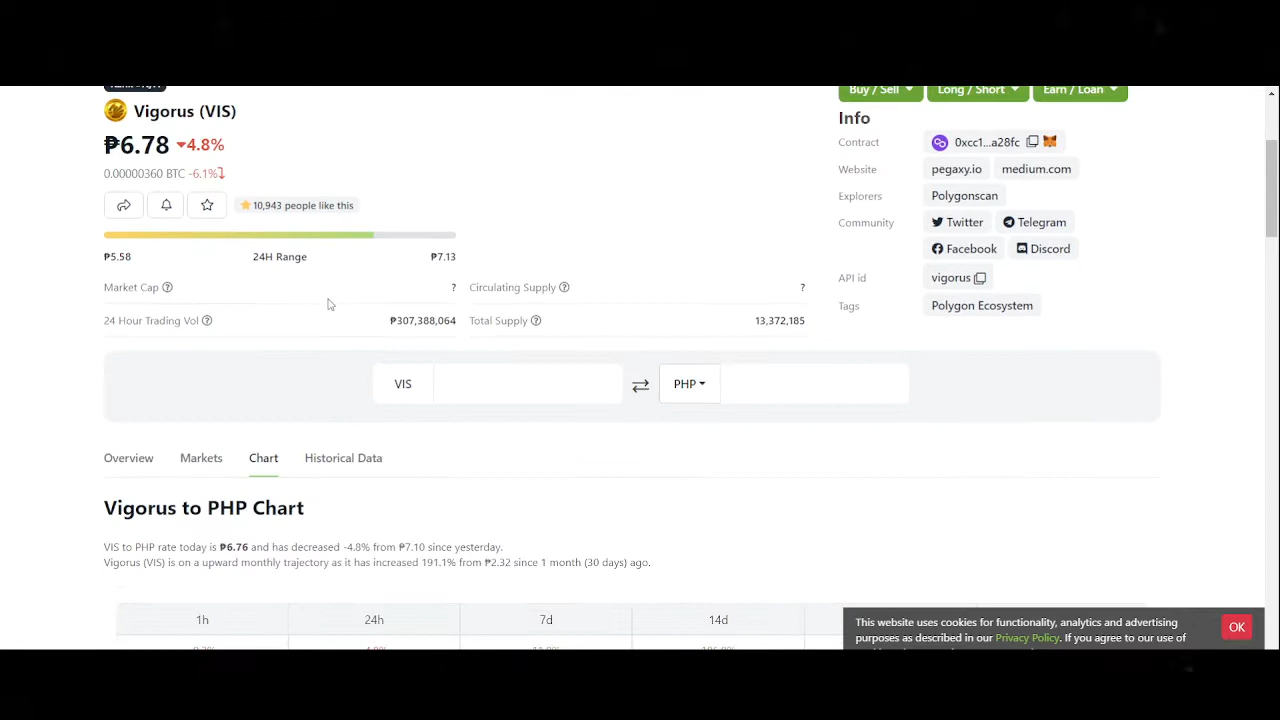 Vigorus (VIS)
₱6.78 4.8%
0.00000360 BTC -6.1%
10,943 people like this
₱5.58 24H Range ₱7.13
Market Cap ? ?
24 Hour Trading Vol ? ₱307,388,064
Circulating Supply ? ?
Total Supply ? 13,372,185
Buy / Sell Long / Short Earn / Loan
Info
Contract 0xcc1...a28fc
Website pegaxy.io medium.com
Explorers Polygonscan
Community Twitter Telegram
Facebook Discord
API id vigorus
Tags Polygon Ecosystem
VIS PHP
Overview Markets Chart Historical Data
Vigorus to PHP Chart
VIS to PHP rate today is ₱6.76 and has decreased -4.8% from ₱7.10 since yesterday.
Vigorus (VIS) is on a upward monthly trajectory as it has increased 191.1% from ₱2.32 since 1 month (30 days) ago.
1h 24h 7d 14d
This website uses cookies for functionality, analytics and advertising
purposes as described in our Privacy Policy. If you agree to our use of
OK